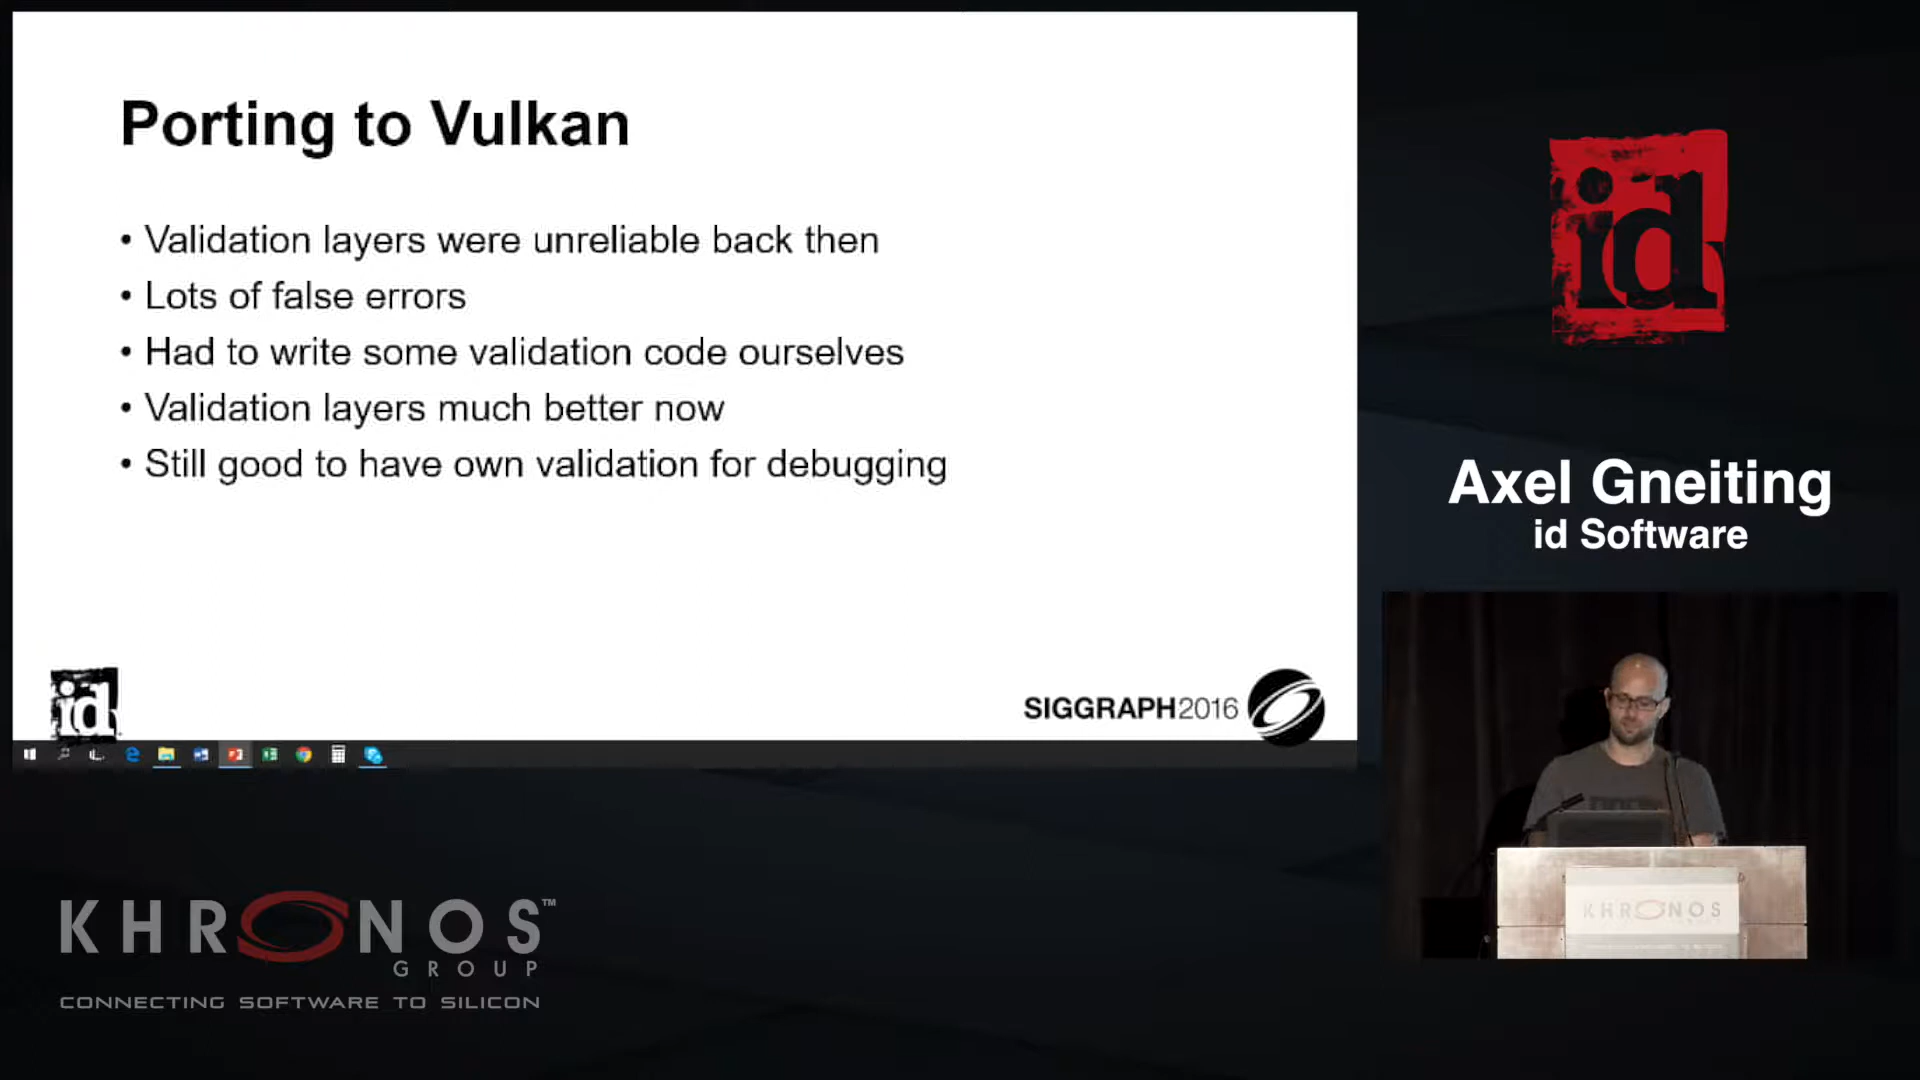 Porting to Vulkan
• Validation layers were unreliable back then
• Lots of false errors
• Had to write some validation code ourselves
• Validation layers much better now
• Still good to have own validation for debugging
id
SIGGRAPH2016
id
Axel Gneiting
id Software
KHRONOS
KHRONOS™
GROUP
CONNECTING SOFTWARE TO SILICON